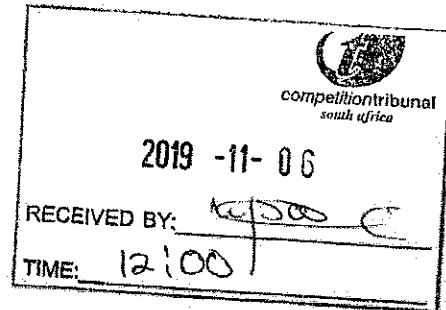 competitiontribunal
south africa
2019 -11- 06
RECEIVED BY:
TIME: 12:00